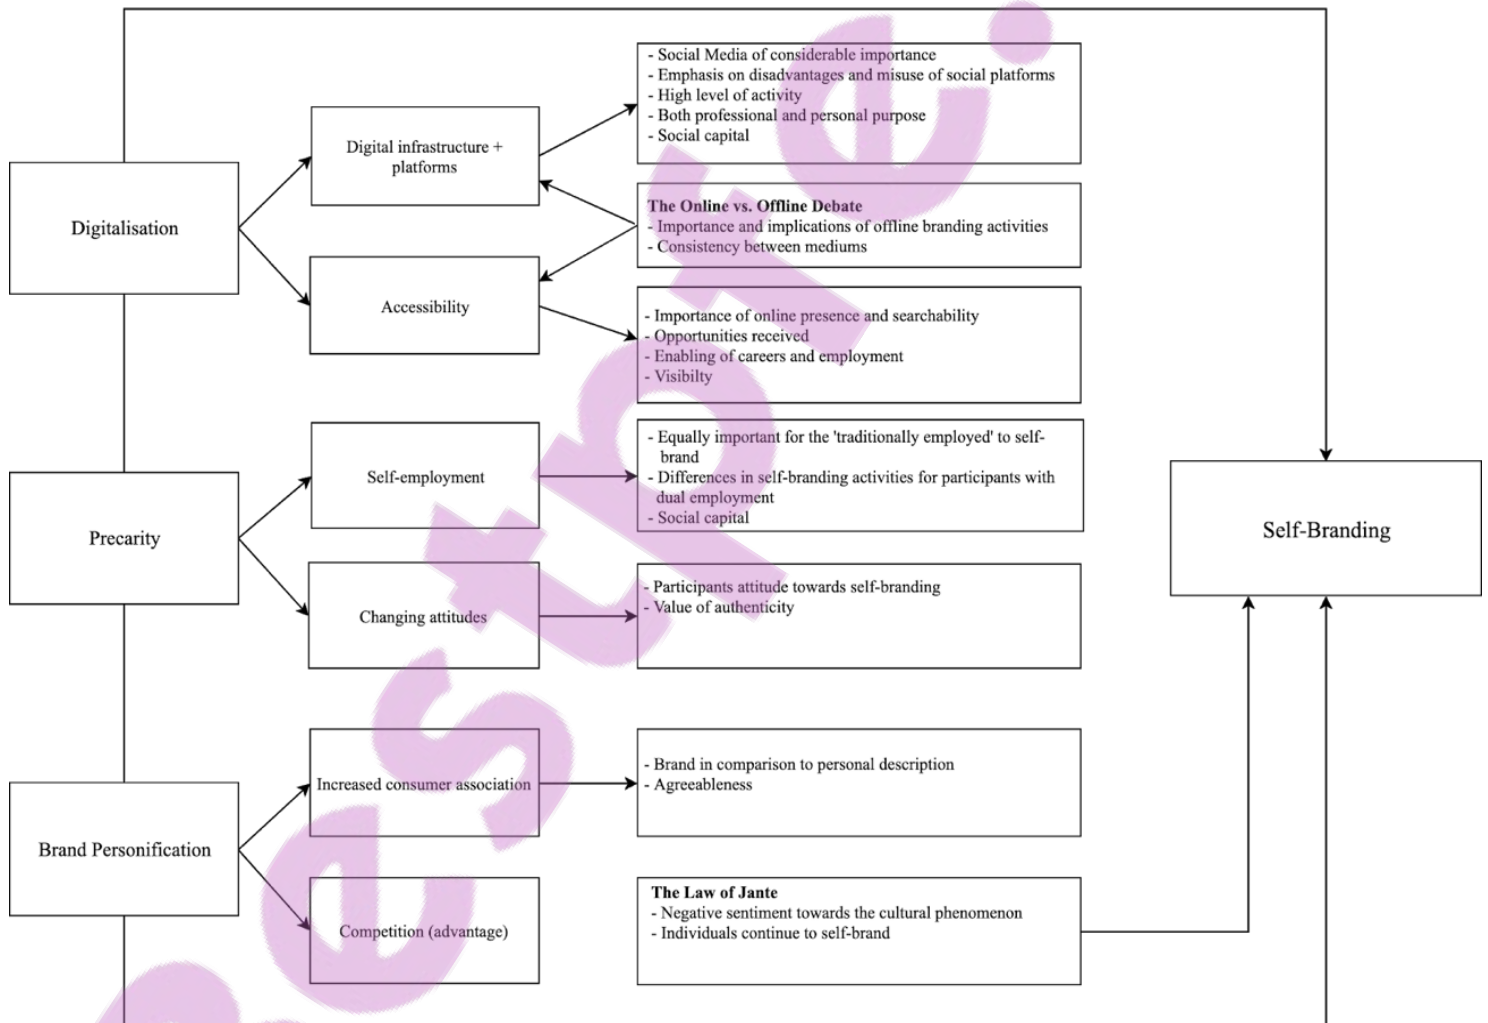 - Social Media of considerable importance
- Emphasis on disadvantages and misuse of social platforms
- High level of activity
- Both professional and personal purpose
- Social capital
Digital infrastructure +
platforms
Digitalisation
The Online vs. Offline Debate
- Importance and implications of offline branding activities
- Consistency between mediums
Accessibility
- Importance of online presence and searchability
- Opportunities received
- Enabling of careers and employment
- Visibilty
Precarity
Self-employment
- Equally important for the 'traditionally employed' to self-
brand
- Differences in self-branding activities for participants with
dual employment
- Social capital
Changing attitudes
- Participants attitude towards self-branding
- Value of authenticity
Brand Personification
Increased consumer association
- Brand in comparison to personal description
- Agreeableness
Competition (advantage)
The Law of Jante
- Negative sentiment towards the cultural phenomenon
- Individuals continue to self-brand
Self-Branding
estpfe.